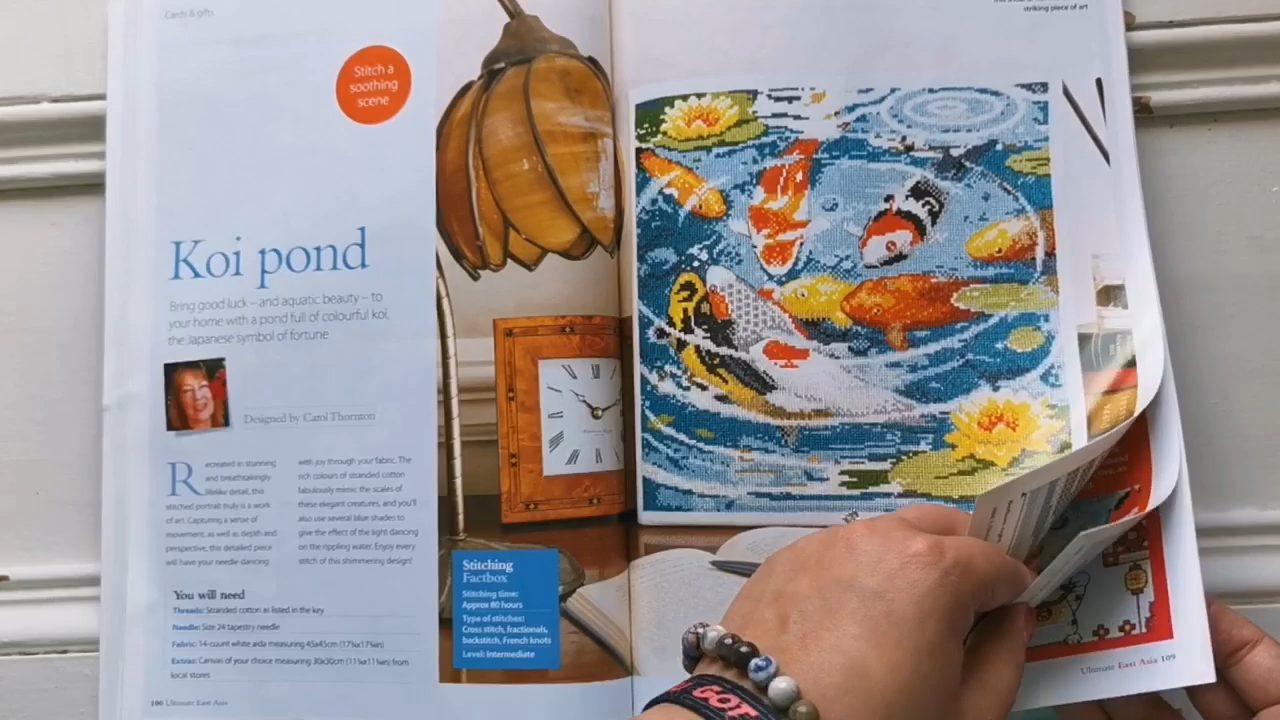 Cards & gifts
striking piece of art
Stitch a
soothing
scene
Koi pond
Bring good luck – and aquatic beauty – to
your home with a pond full of colourful koi,
the Japanese symbol of fortune
Designed by Carol Thornton
Recreated in stunning
and breathtakingly
lifelike detail, this
stitched portrait truly is a work
of art. Capturing a sense of
movement, as well as depth and
perspective, this detailed piece
will have your needle dancing
with joy through your fabric. The
rich colours of stranded cotton
fabulously mimic the scales of
these elegant creatures, and you'll
also use several blue shades to
give the effect of the light dancing
on the rippling water. Enjoy every
stitch of this shimmering design!
You will need
Threads: Stranded cotton as listed in the key
Needle: Size 24 tapestry needle
Fabric: 14-count white aida measuring 45x45cm (17¾x17¾in)
Extras: Canvas of your choice measuring 30x30cm (11¾x11¾in) from
local stores
Stitching
Factbox
Stitching time:
Approx 80 hours
Type of stitches:
Cross stitch, fractionals,
backstitch, French knots
Level: Intermediate
100 Ultimate East Asia
GOT
Ultimate East Asia 109